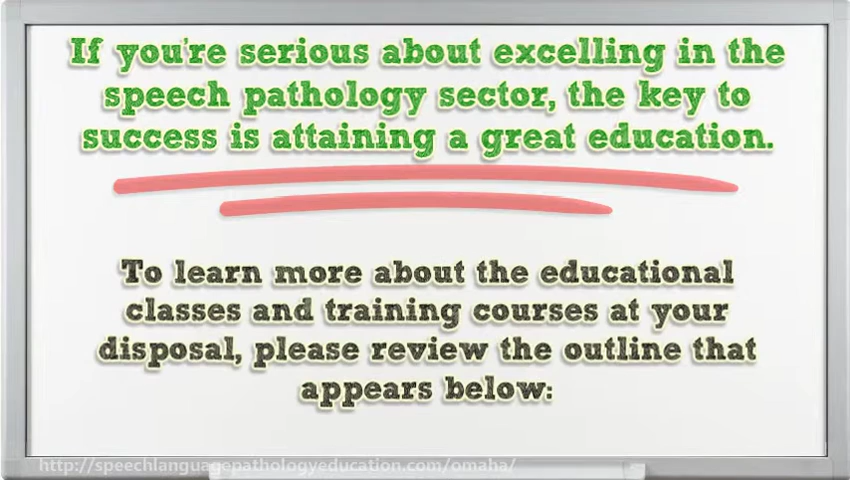 If you're serious about excelling in the
speech pathology sector, the key to
success is attaining a great education.
To learn more about the educational
classes and training courses at your
disposal, please review the outline that
appears below:
http://speechlanguagepathologyeducation.com/omaha/